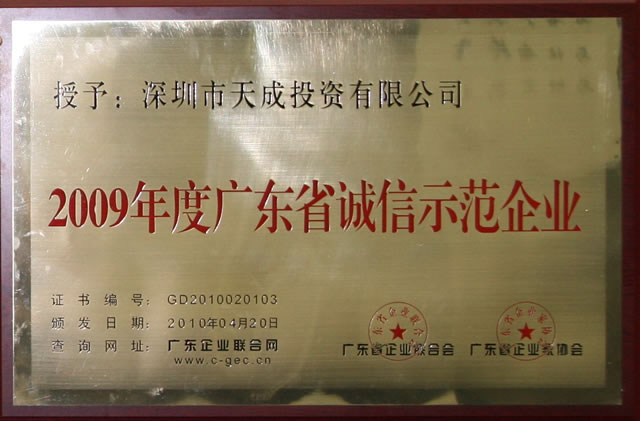 授予：深圳市天成投资有限公司
2009年度广东省诚信示范企业
证书编号：GD2010020103
颁发日期：2010年04月20日
查询网址：广东企业联合网
www.c-gec.cn
广东省企业联合会
广东省企业家协会